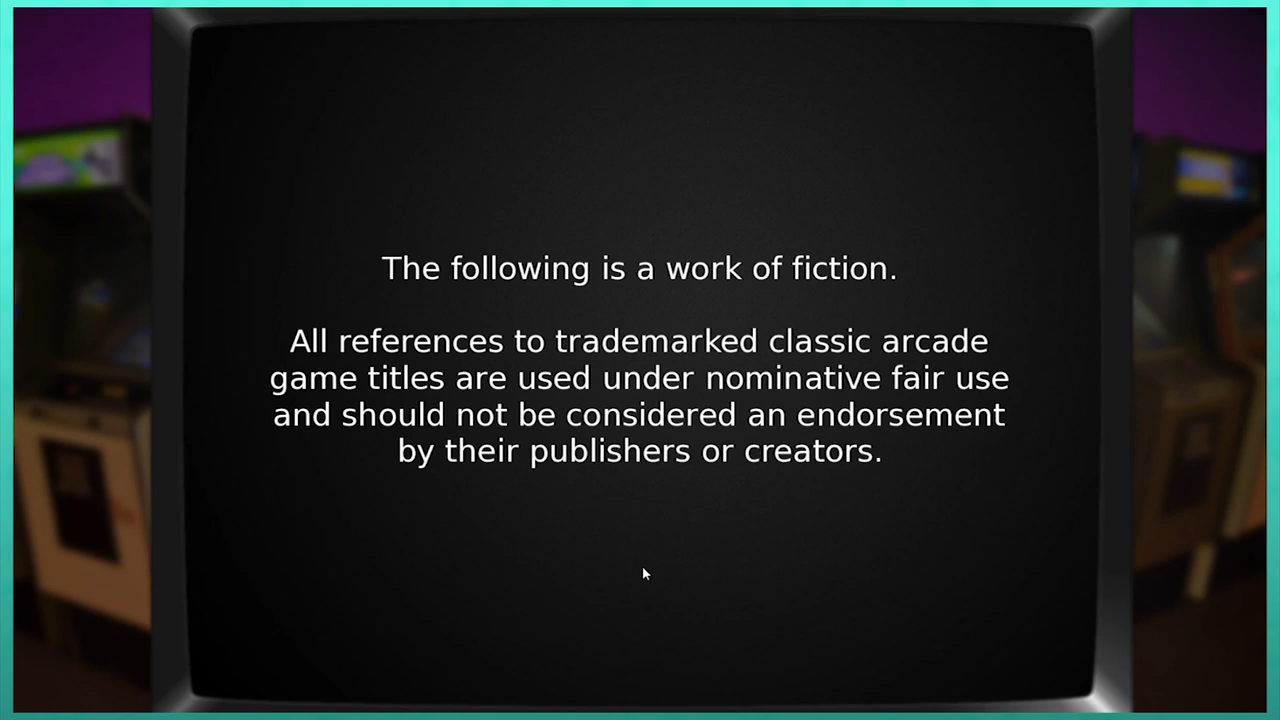 The following is a work of fiction.
All references to trademarked classic arcade
game titles are used under nominative fair use
and should not be considered an endorsement
by their publishers or creators.